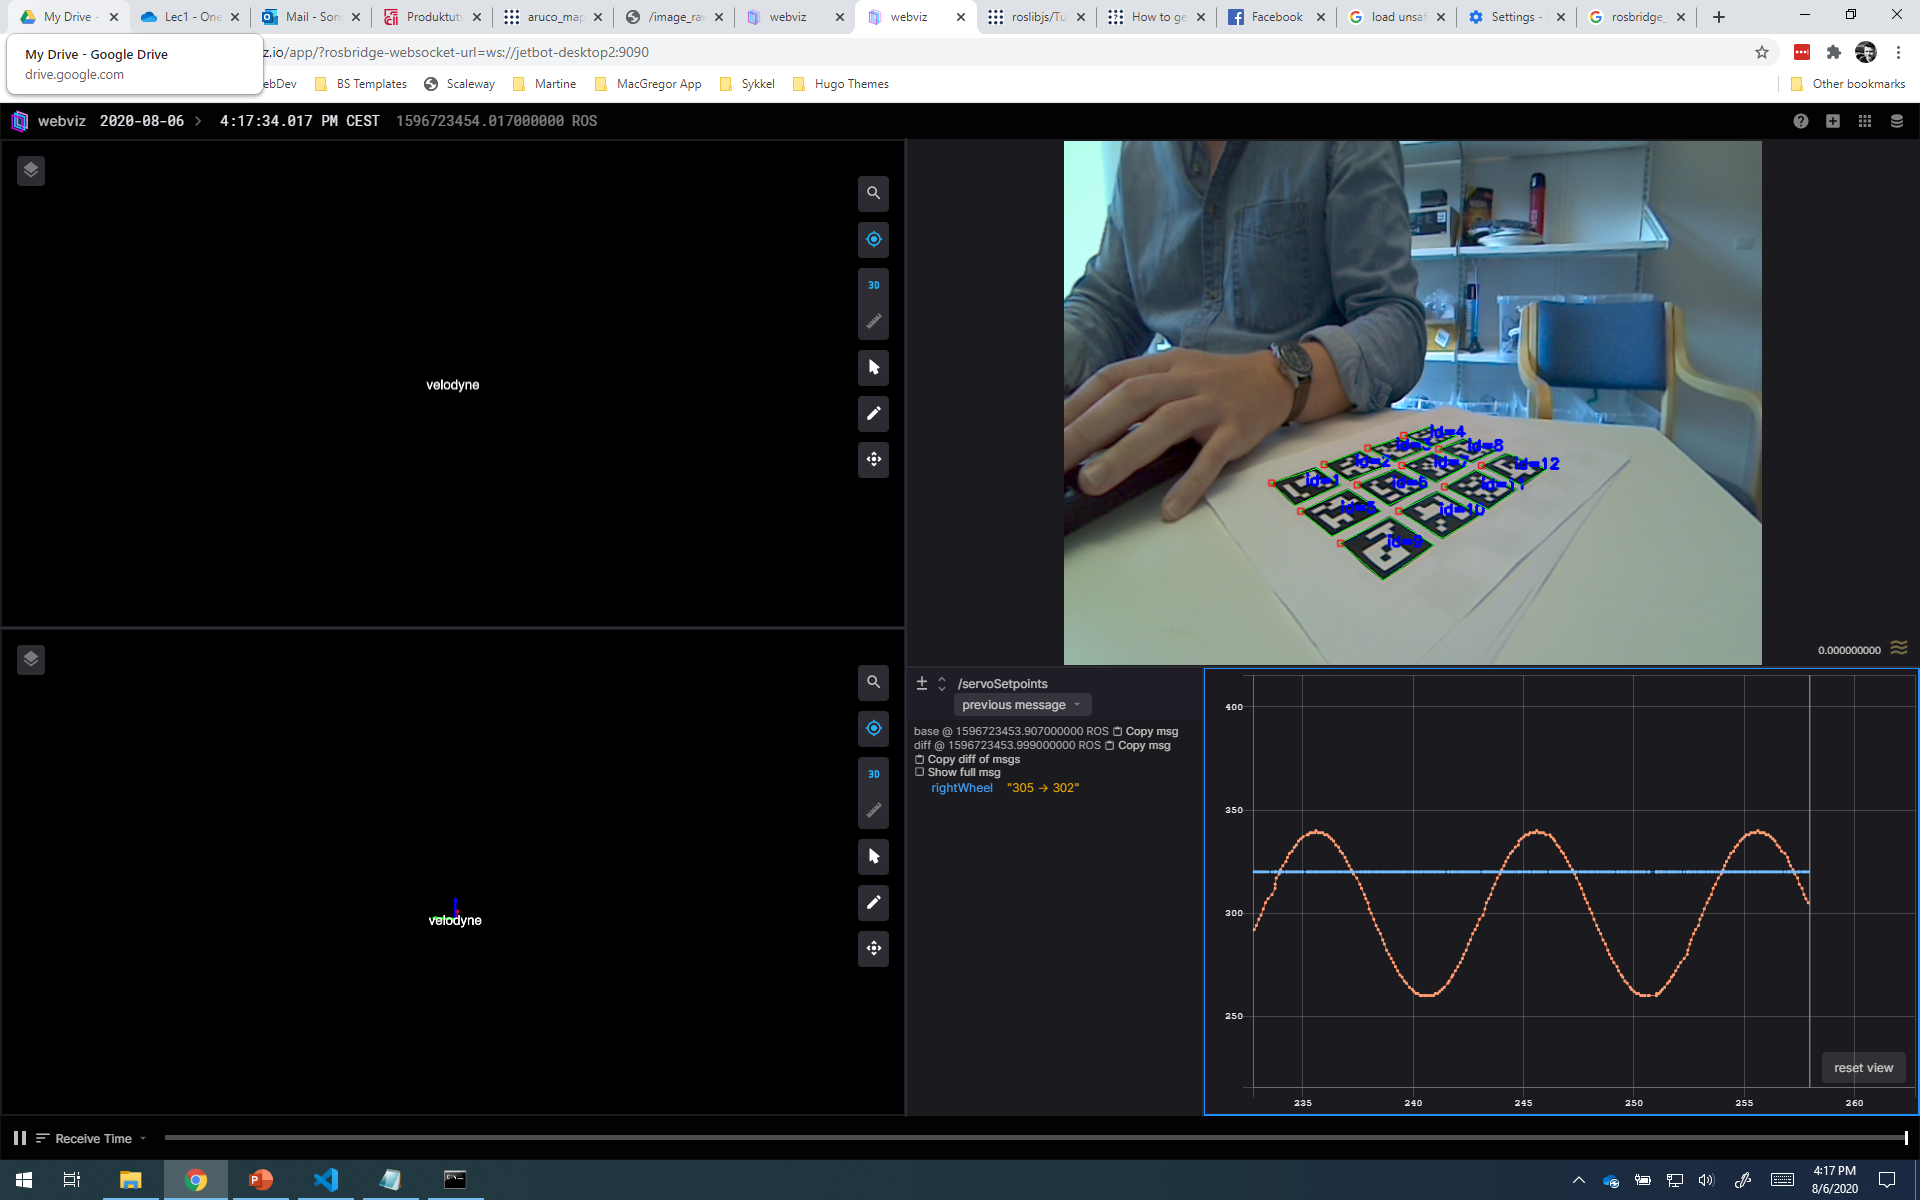 My Drive -
Lec1 - One
Mail - Son
Produktut
aruco_map
/image_ra
webviz
webviz
roslibjs/Tu
How to ge
Facebook
load unsaf
Settings -
rosbridge_
My Drive - Google Drive
drive.google.com
z.io/app/?rosbridge-websocket-url=ws://jetbot-desktop2:9090
ebDev
BS Templates
Scaleway
Martine
MacGregor App
Sykkel
Hugo Themes
Other bookmarks
webviz 2020-08-06 4:17:34.017 PM CEST 1596723454.017000000 ROS
3D
velodyne
3D
velodyne
id=4
id=3
id=8
id=2
id=7
id=12
id=1
id=6
id=11
id=5
id=10
id=9
0.000000000
/servoSetpoints
previous message
base @ 1596723453.907000000 ROS Copy msg
diff @ 1596723453.999000000 ROS Copy msg
Copy diff of msgs
Show full msg
rightWheel "305 → 302"
400
350
300
250
235 240 245 250 255 260
reset view
Receive Time
4:17 PM
8/6/2020